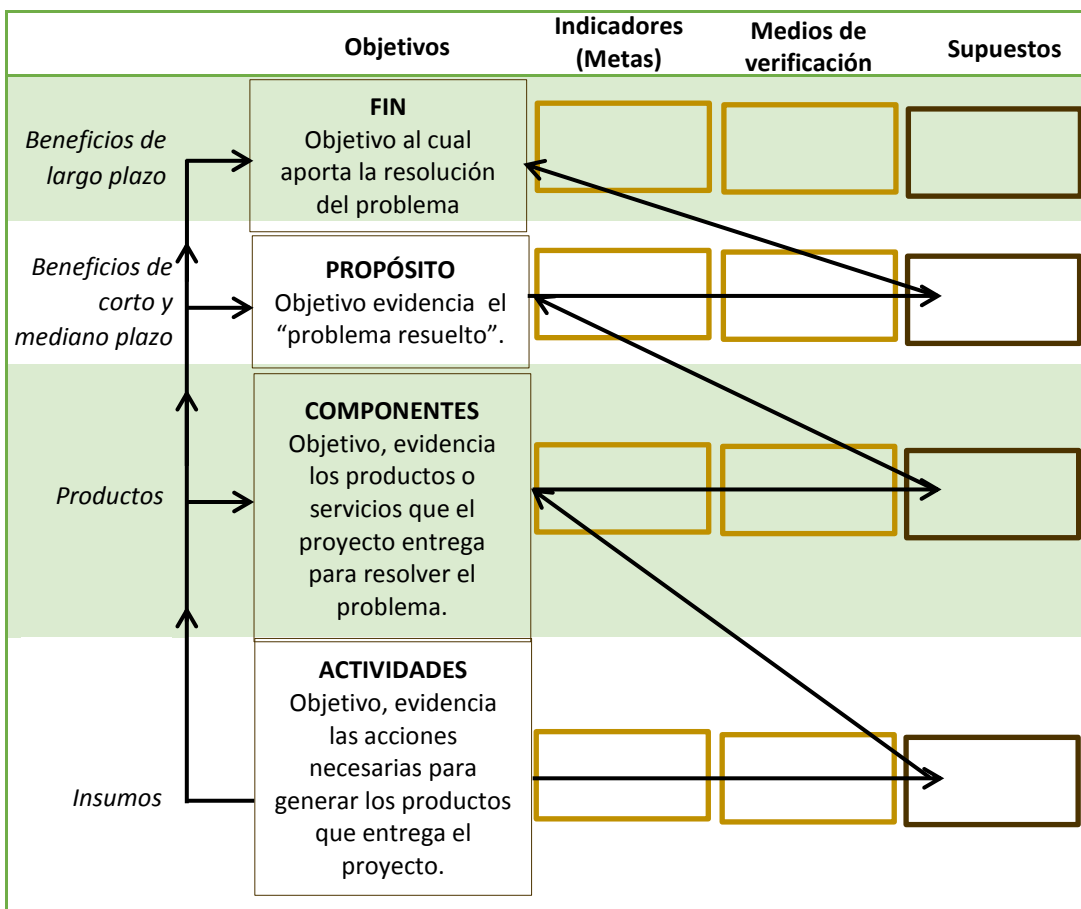 Objetivos
Indicadores
(Metas)
Medios de
verificación
Supuestos
Beneficios de
largo plazo
FIN
Objetivo al cual
aporta la resolución
del problema
Beneficios de
corto y
mediano plazo
PROPÓSITO
Objetivo evidencia el
“problema resuelto”.
Productos
COMPONENTES
Objetivo, evidencia
los productos o
servicios que el
proyecto entrega
para resolver el
problema.
Insumos
ACTIVIDADES
Objetivo, evidencia
las acciones
necesarias para
generar los productos
que entrega el
proyecto.